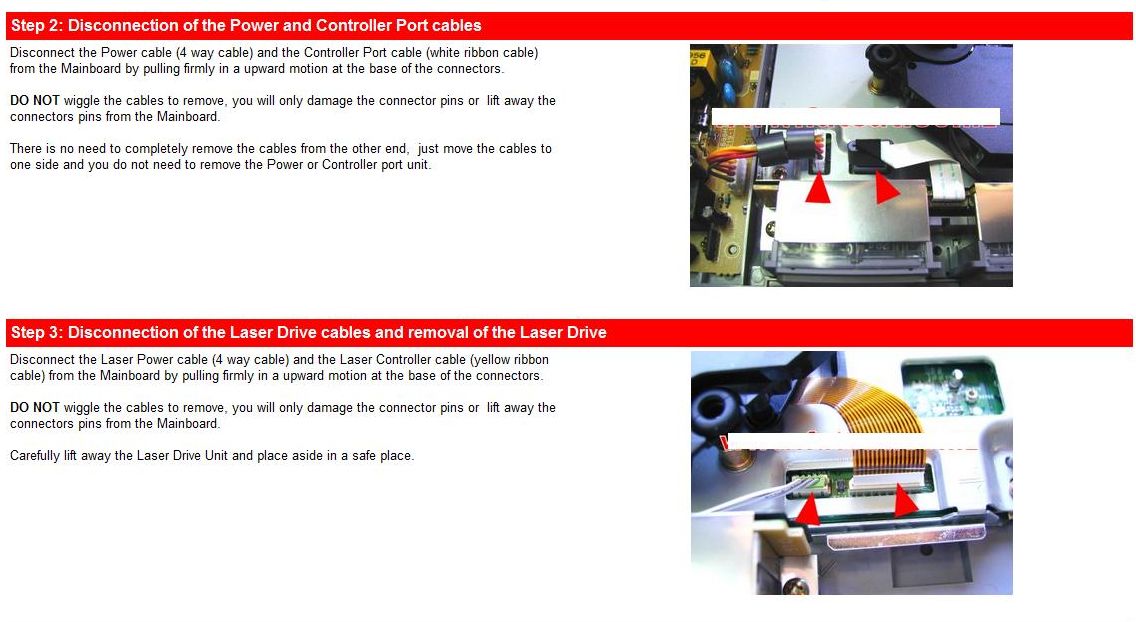 Step 2: Disconnection of the Power and Controller Port cables
Disconnect the Power cable (4 way cable) and the Controller Port cable (white ribbon cable)
from the Mainboard by pulling firmly in a upward motion at the base of the connectors.
DO NOT wiggle the cables to remove, you will only damage the connector pins or  lift away the
connectors pins from the Mainboard.
There is no need to completely remove the cables from the other end,  just move the cables to
one side and you do not need to remove the Power or Controller port unit.
Step 3: Disconnection of the Laser Drive cables and removal of the Laser Drive
Disconnect the Laser Power cable (4 way cable) and the Laser Controller cable (yellow ribbon
cable) from the Mainboard by pulling firmly in a upward motion at the base of the connectors.
DO NOT wiggle the cables to remove, you will only damage the connector pins or  lift away the
connectors pins from the Mainboard.
Carefully lift away the Laser Drive Unit and place aside in a safe place.